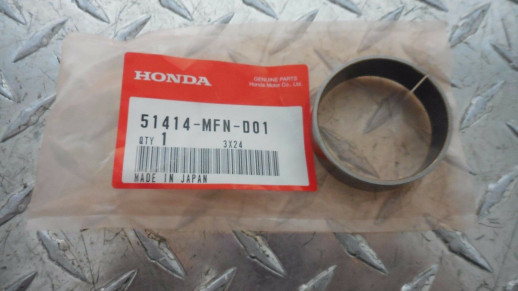 HONDA
GENUINE PARTS
Honda Motor Co., Ltd.
51414-MFN-D01
QTY 1 3X24
MADE IN JAPAN